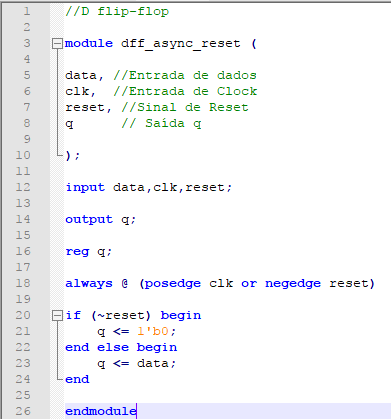 1 //D flip-flop
2
3 module dff_async_reset (
4
5 data, //Entrada de dados
6 clk,  //Entrada de Clock
7 reset, //Sinal de Reset
8 q      // Saída q
9
10 );
11
12 input data,clk,reset;
13
14 output q;
15
16 reg q;
17
18 always @ (posedge clk or negedge reset)
19
20 if (~reset) begin
21     q <= 1'b0;
22 end else begin
23     q <= data;
24 end
25
26 endmodule